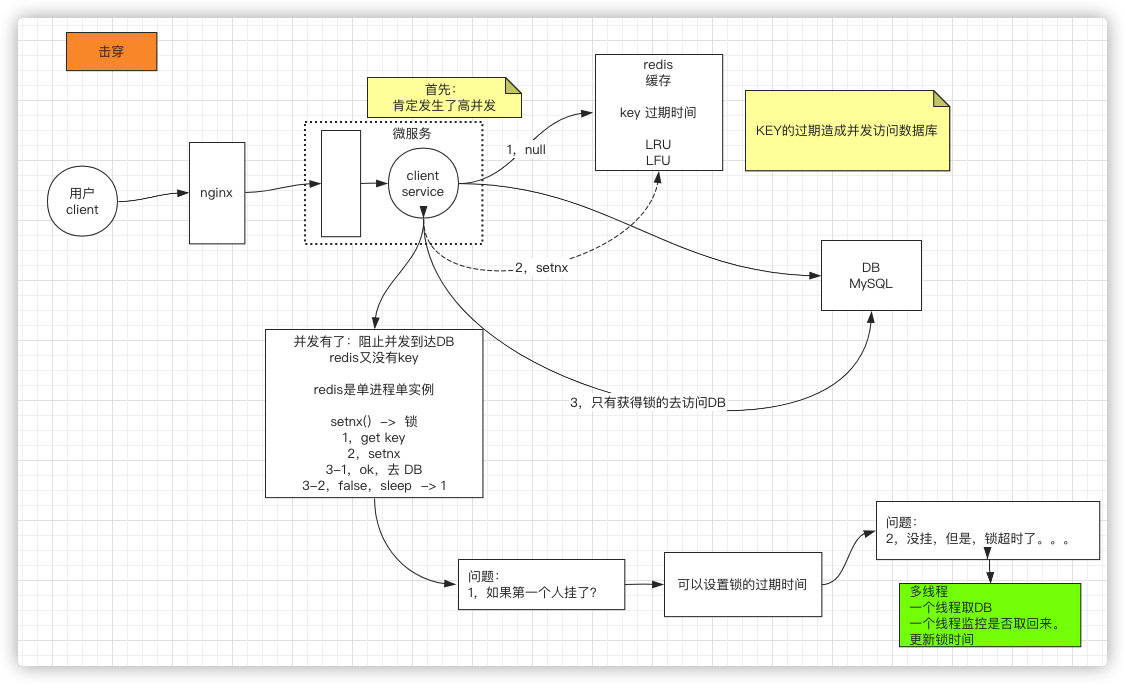 击穿
首先：
肯定发生了高并发
redis
缓存
key 过期时间
LRU
LFU
KEY的过期造成并发访问数据库
微服务
1，null
用户
client
nginx
client
service
2，setnx
DB
MySQL
并发有了：阻止并发到达DB
redis又没有key
redis是单进程单实例
setnx() -> 锁
1，get key
2，setnx
3-1，ok，去 DB
3-2，false，sleep -> 1
3，只有获得锁的去访问DB
问题：
1，如果第一个人挂了？
可以设置锁的过期时间
问题：
2，没挂，但是，锁超时了。。。
多线程
一个线程取DB
一个线程监控是否取回来。
更新锁时间